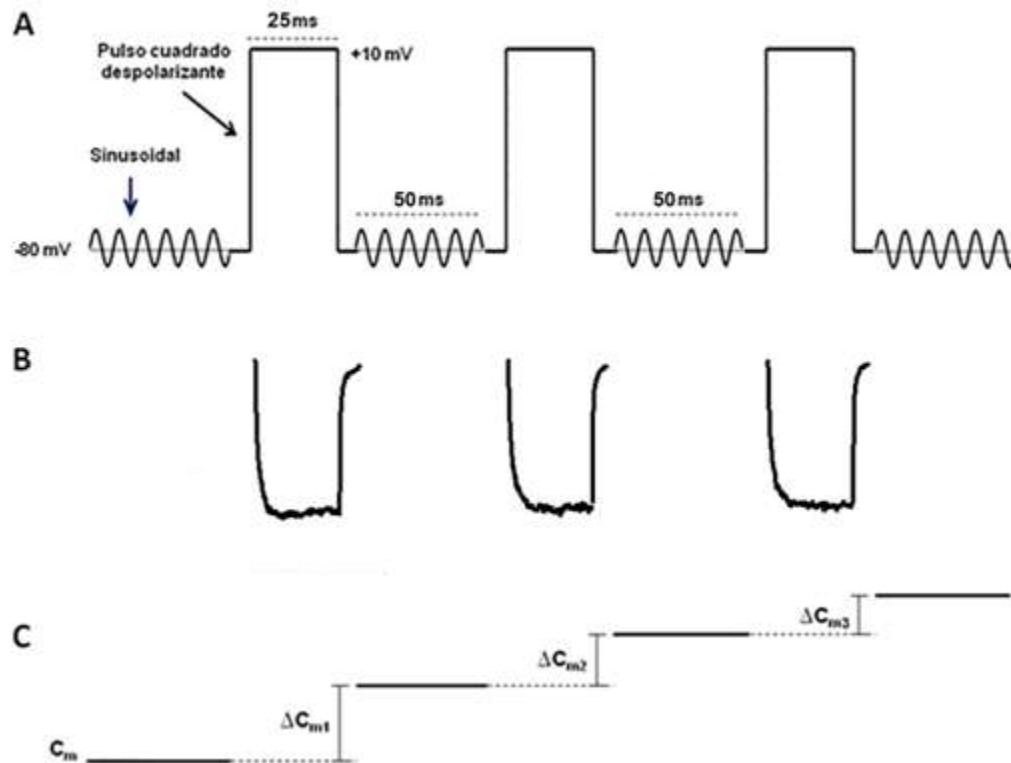 A
25ms
Pulso cuadrado
despolarizante
+10 mV
Sinusoidal
50ms
50ms
-80 mV
B
C
ΔCm3
ΔCm2
ΔCm1
Cm